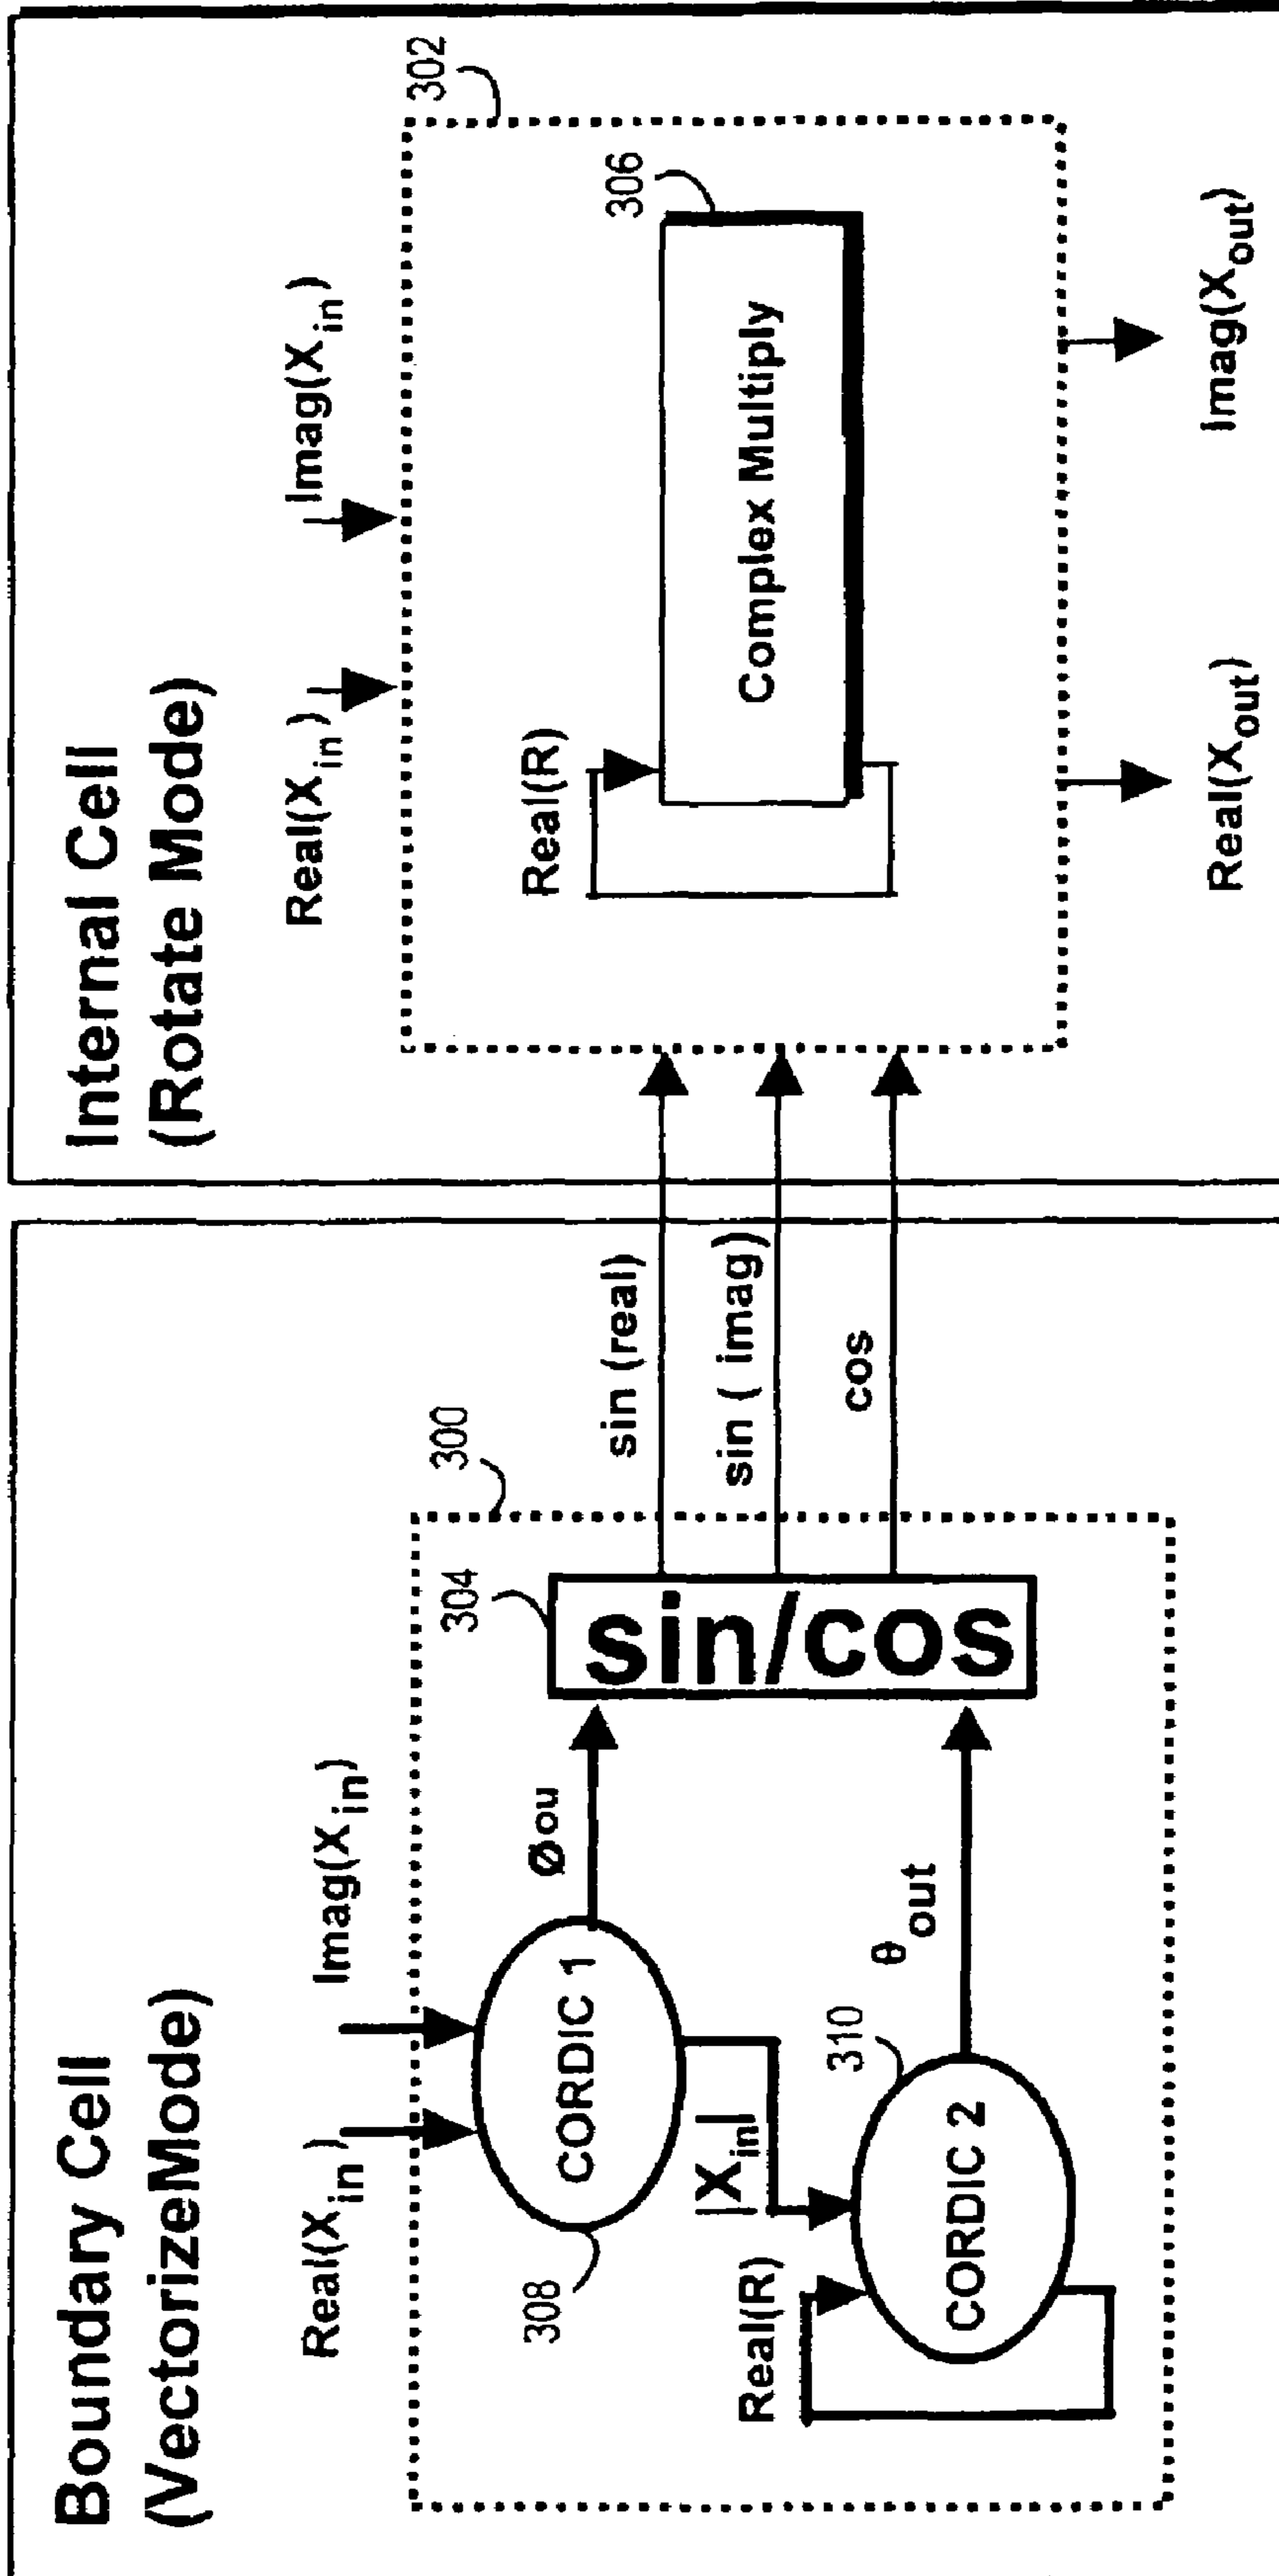 Boundary Cell
(VectorizeMode)
Real(Xin)
Imag(Xin)
300
304
308
CORDIC 1
Øou
|Xin|
Real(R)
310
CORDIC 2
θout
sin/cos
sin (real)
sin ( imag)
cos
Internal Cell
(Rotate Mode)
Real(Xin)
Imag(Xin)
302
306
Real(R)
Complex Multiply
Real(Xout)
Imag(Xout)